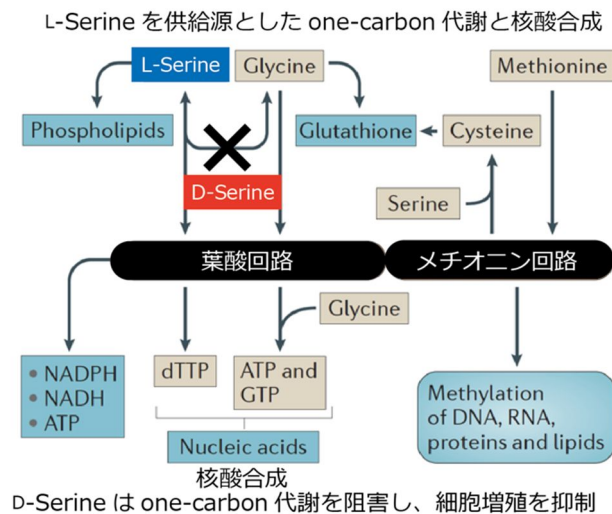 L-Serine を供給源とした one-carbon 代謝と核酸合成
L-Serine
Glycine
Methionine
Phospholipids
Glutathione
Cysteine
D-Serine
Serine
葉酸回路
メチオニン回路
Glycine
• NADPH
• NADH
• ATP
dTTP
ATP and
GTP
Methylation
of DNA, RNA,
proteins and lipids
Nucleic acids
核酸合成
D-Serine は one-carbon 代謝を阻害し、細胞増殖を抑制